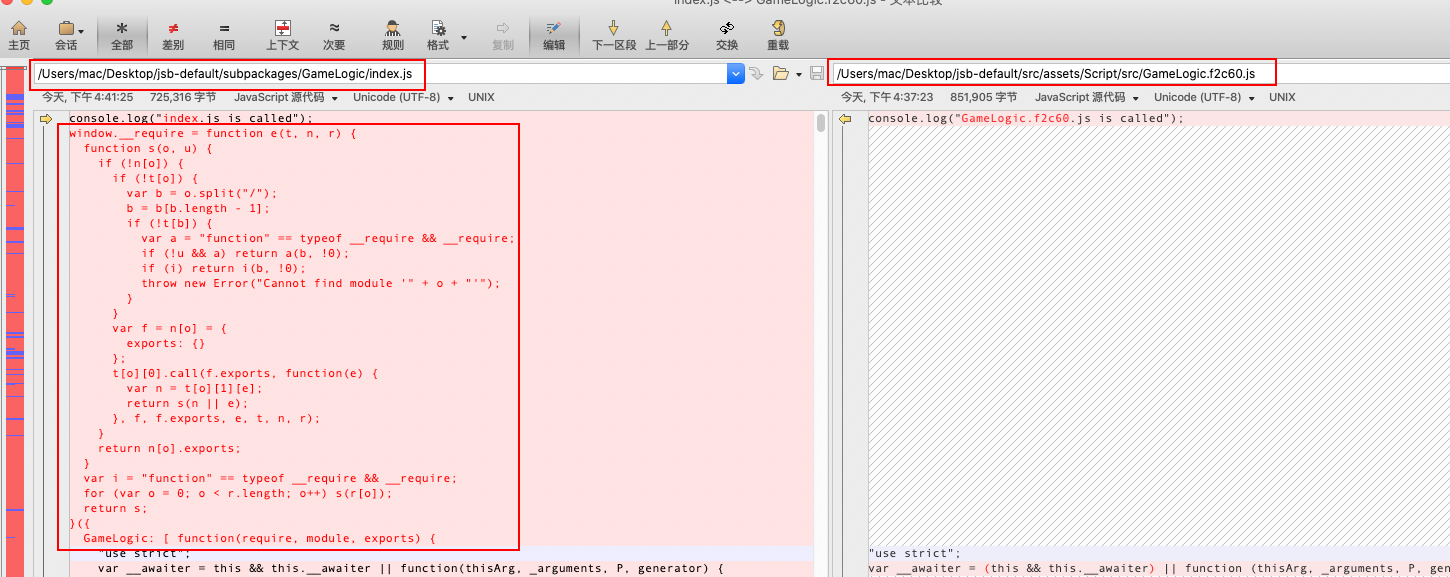 index.js <--> GameLogic.f2c60.js - 文本比较
主页 会话 全部 差别 相同 上下文 次要 规则 格式 复制 编辑 下一区段 上一部分 交换 重载
/Users/mac/Desktop/jsb-default/subpackages/GameLogic/index.js
/Users/mac/Desktop/jsb-default/src/assets/Script/src/GameLogic.f2c60.js
今天, 下午 4:41:25 725,316 字节 JavaScript 源代码 Unicode (UTF-8) UNIX
今天, 下午 4:37:23 851,905 字节 JavaScript 源代码 Unicode (UTF-8) UNIX
console.log("index.js is called");
window.__require = function e(t, n, r) {
function s(o, u) {
if (!n[o]) {
if (!t[o]) {
var b = o.split("/");
b = b[b.length - 1];
if (!t[b]) {
var a = "function" == typeof __require && __require;
if (!u && a) return a(b, !0);
if (i) return i(b, !0);
throw new Error("Cannot find module '" + o + "'");
}
}
var f = n[o] = {
exports: {}
};
t[o][0].call(f.exports, function(e) {
var n = t[o][1][e];
return s(n || e);
}, f, f.exports, e, t, n, r);
}
return n[o].exports;
}
var i = "function" == typeof __require && __require;
for (var o = 0; o < r.length; o++) s(r[o]);
return s;
}({
GameLogic: [ function(require, module, exports) {
"use strict";
var __awaiter = this && this.__awaiter || function(thisArg, _arguments, P, generator) {
console.log("GameLogic.f2c60.js is called");
"use strict";
var __awaiter = (this && this.__awaiter) || function (thisArg, _arguments, P, gen